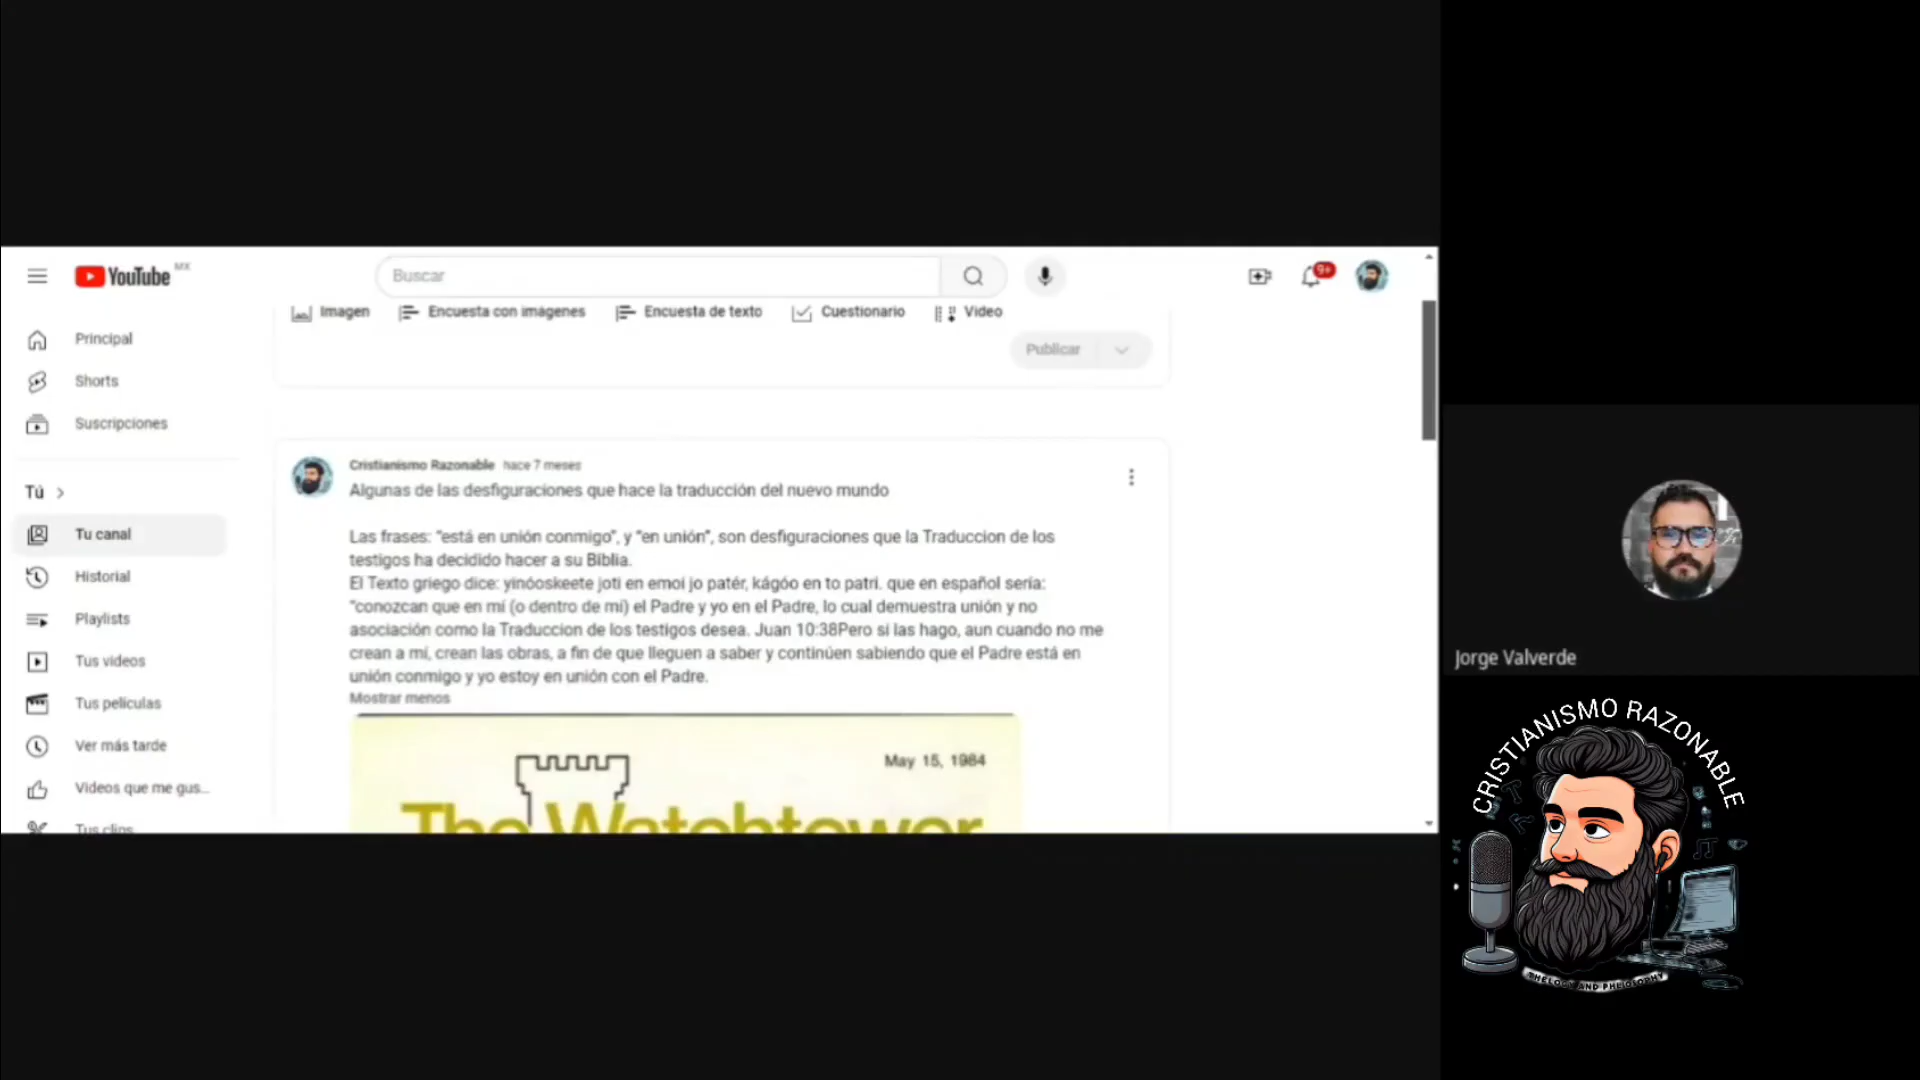 YouTube MX
Buscar
9+
Imagen
Encuesta con imágenes
Encuesta de texto
Cuestionario
Video
Publicar
Principal
Shorts
Suscripciones
Tú
Tu canal
Historial
Playlists
Tus videos
Tus películas
Ver más tarde
Videos que me gus...
Tus clips
Cristianismo Razonable hace 7 meses
Algunas de las desfiguraciones que hace la traducción del nuevo mundo
Las frases: "está en unión conmigo", y "en unión", son desfiguraciones que la Traduccion de los
testigos ha decidido hacer a su Biblia.
El Texto griego dice: yinóoskeete joti en emoi jo patér, kágóo en to patri. que en español sería:
"conozcan que en mí (o dentro de mí) el Padre y yo en el Padre, lo cual demuestra unión y no
asociación como la Traduccion de los testigos desea. Juan 10:38Pero si las hago, aun cuando no me
crean a mí, crean las obras, a fin de que lleguen a saber y continúen sabiendo que el Padre está en
unión conmigo y yo estoy en unión con el Padre.
Mostrar menos
May 15, 1984
The Watchtower
Jorge Valverde
CRISTIANISMO RAZONABLE
AND